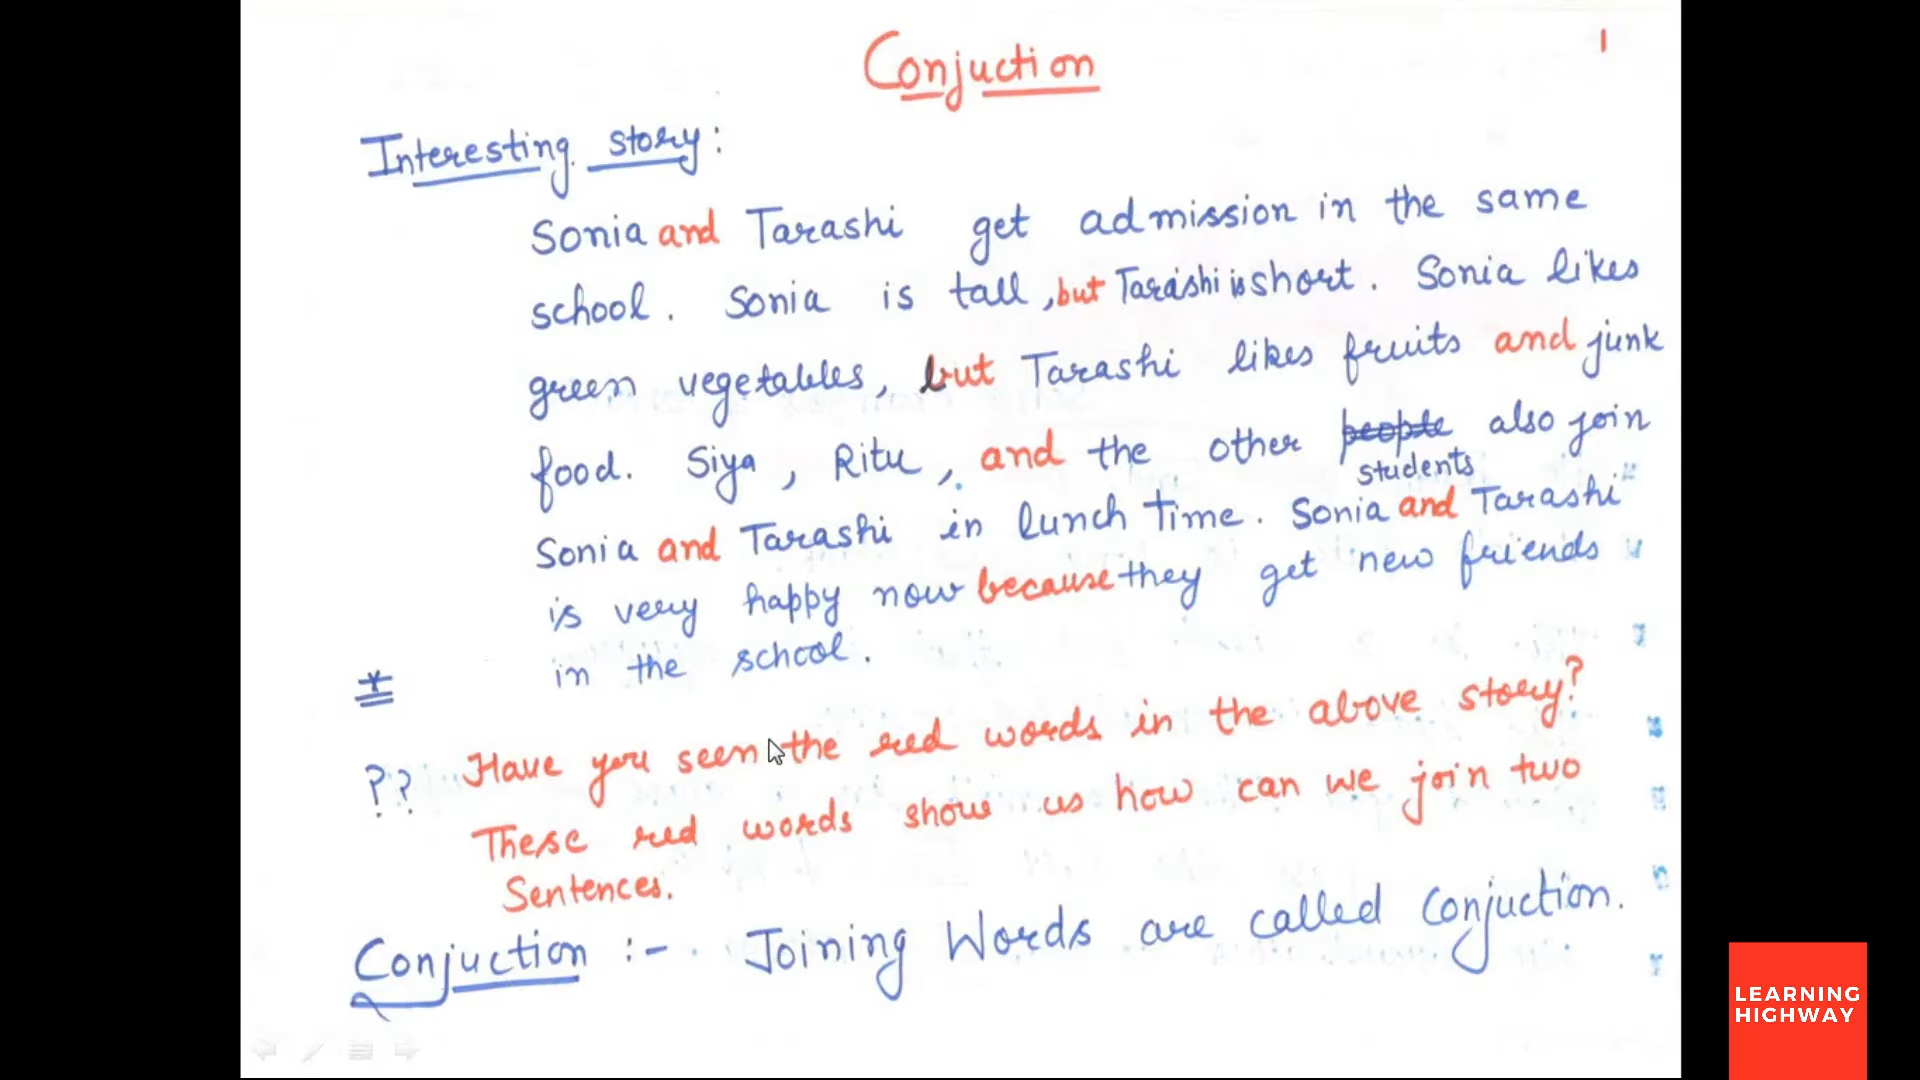 Conjuction
1
Interesting story:
Sonia and Tarashi get admission in the same
school. Sonia is tall, but Tarashi is short. Sonia likes
green vegetables, but Tarashi likes fruits and junk
food. Siya, Ritu, and the other people also join
students
Sonia and Tarashi in lunch time. Sonia and Tarashi
is very happy now because they get new friends
in the school.
?? Have you seen the red words in the above story?
These red words show us how can we join two
Sentences.
Conjuction :- Joining Words are called Conjuction.
LEARNING
HIGHWAY